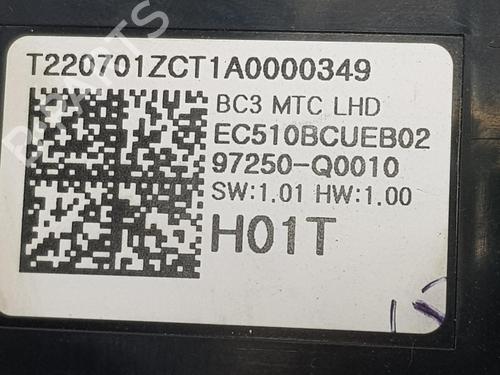 T220701ZCT1A0000349
BC3 MTC LHD
EC510BCUEB02
97250-Q0010
SW:1.01 HW:1.00
H01T